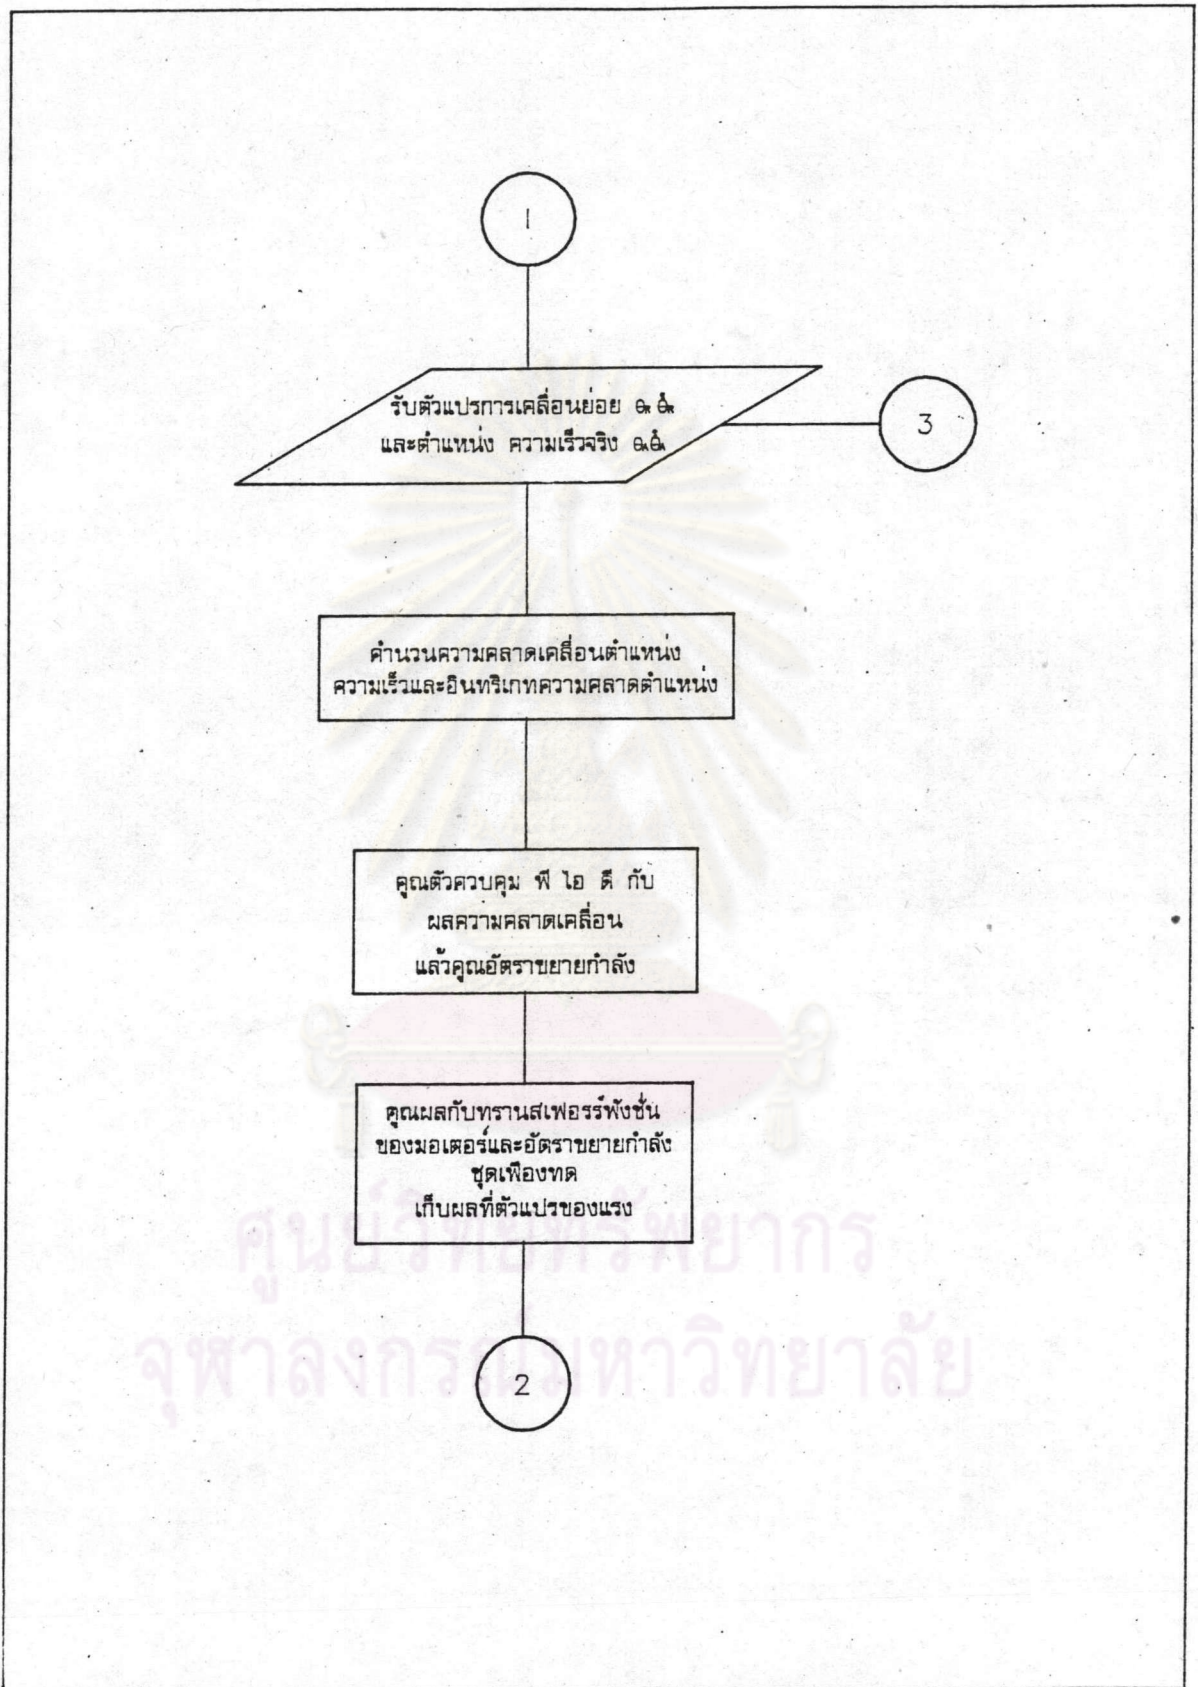 1
รับตัวแปรการเคลื่อนย่อย θR θ̇R
3
และตำแหน่ง ความเร็วจริง θA θ̇A
คำนวนความคลาดเคลื่อนตำแหน่ง
ความเร็วและอินทริเกทความคลาดตำแหน่ง
คูณตัวควบคุม พี ไอ ดี กับ
ผลความคลาดเคลื่อน
แล้วคูณอัตราขยายกำลัง
คูณผลกับทรานสเฟอรร์ฟังชั่น
ของมอเตอร์และอัตราขยายกำลัง
ชุดเฟืองทด
เก็บผลที่ตัวแปรของแรง
ศูนย์วิทยทรัพยากร
จุฬาลงกรณ์มหาวิทยาลัย
2